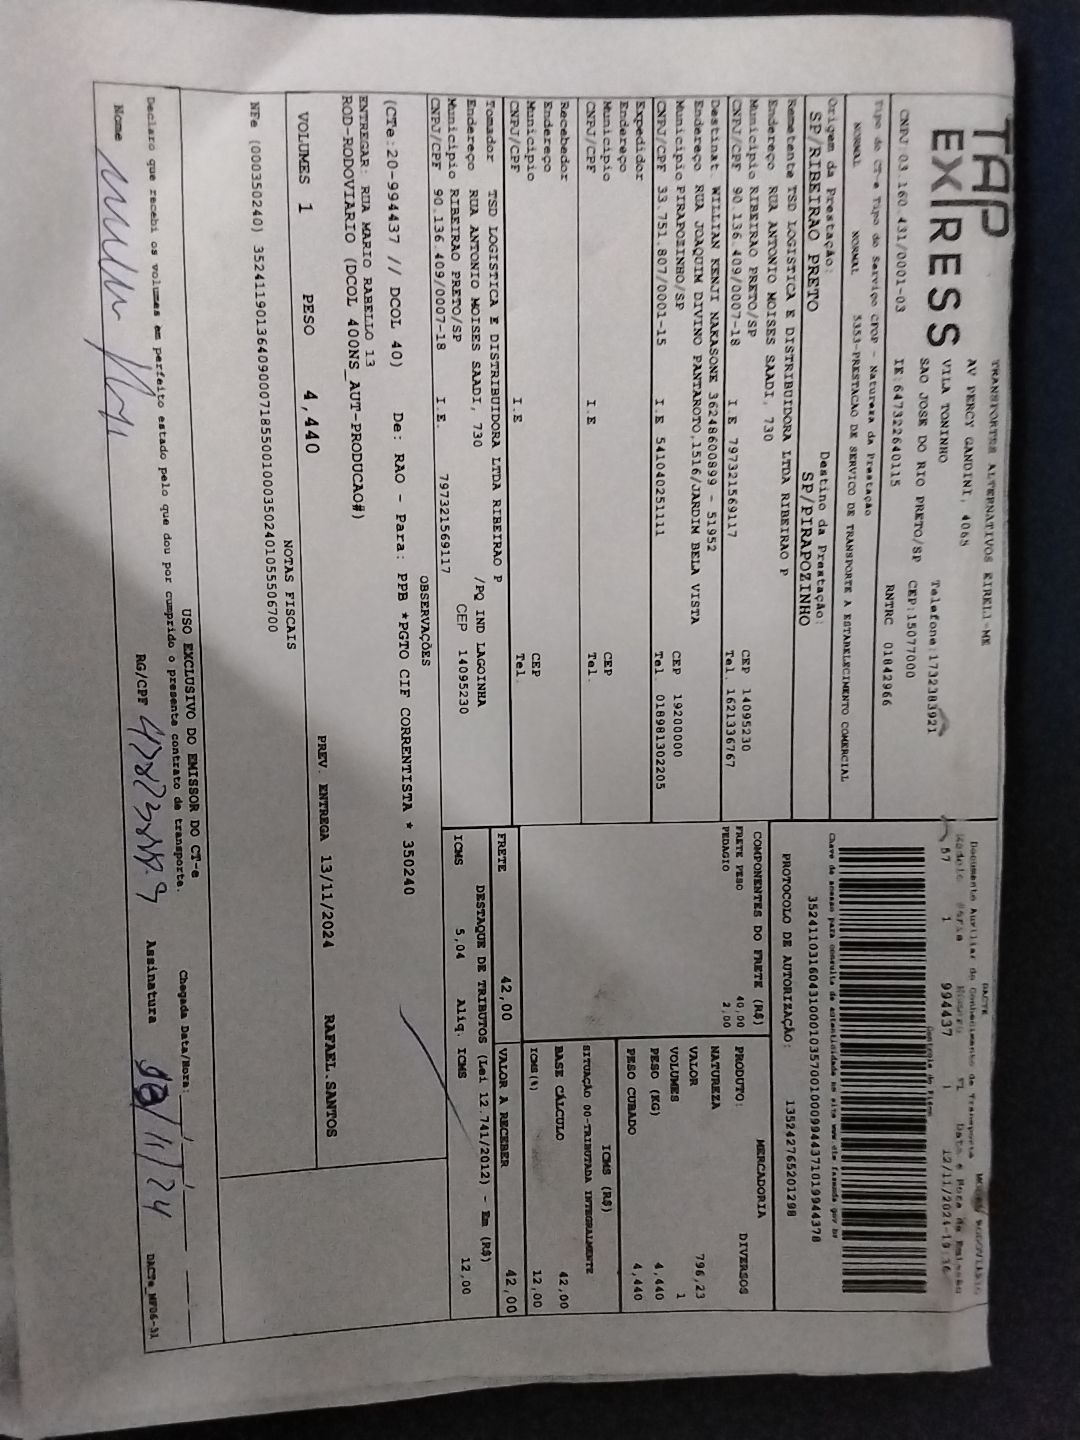 TAP
EXPRESS
TRANSPORTES ALTERNATIVOS EIRELI-ME
AV PERCY GANDINI, 4068
VILA TONINHO Telefone:1732383921
SAO JOSE DO RIO PRETO/SP CEP:15077000
CNPJ:03.160.431/0001-03 IE:647322640115 RNTRC 01842966
DACTE
Documento Auxiliar do Conhecimento de Transporte
Modelo Série Número FL Data e Hora de Emissão
57 1 994437 1 12/11/2024-19:36
Controle do Fisco
Chave de acesso para consulta de autenticidade no site www.cte.fazenda.gov.br
35241103160431000103570010009944371019944378
PROTOCOLO DE AUTORIZAÇÃO: 135242765201298
Tipo do CT-e Tipo do Serviço CFOP - Natureza da Prestação
NORMAL NORMAL 5353-PRESTACAO DE SERVICO DE TRANSPORTE A ESTABELECIMENTO COMERCIAL
Origem da Prestação: Destino da Prestação:
SP/RIBEIRAO PRETO SP/PIRAPOZINHO
Remetente TSD LOGISTICA E DISTRIBUIDORA LTDA RIBEIRAO P
Endereço RUA ANTONIO MOISES SAADI, 730
Municipio RIBEIRAO PRETO/SP CEP 14095230
CNPJ/CPF 90.136.409/0007-18 I.E 797321569117 Tel. 1621336767
Destinat. WILLIAN KENJI NAKASONE 36248600899 - 51952
Endereço RUA JOAQUIM DIVINO PANTAROTO,1516/JARDIM BELA VISTA
Municipio PIRAPOZINHO/SP CEP 19200000
CNPJ/CPF 33.751.807/0001-15 I.E 541040251111 Tel 018981302205
Expedidor
Endereço
Municipio CEP
CNPJ/CPF I.E Tel.
Recebedor
Endereço
Municipio CEP
CNPJ/CPF I.E Tel.
Tomador TSD LOGISTICA E DISTRIBUIDORA LTDA RIBEIRAO P
Endereço RUA ANTONIO MOISES SAADI, 730 /PQ IND LAGOINHA
Municipio RIBEIRAO PRETO/SP CEP 14095230
CNPJ/CPF 90.136.409/0007-18 I.E. 797321569117
COMPONENTES DO FRETE (R$)
FRETE PESO 40,00
PEDAGIO 2,00
MERCADORIA
PRODUTO: DIVERSOS
NATUREZA
VALOR 796,23
VOLUMES 1
PESO (KG) 4,440
PESO CUBADO 4,440
ICMS (R$)
SITUAÇÃO 00-TRIBUTADA INTEGRALMENTE
BASE CÁLCULO 42,00
ICMS(%) 12,00
FRETE 42,00 VALOR A RECEBER 42,00
DESTAQUE DE TRIBUTOS (Lei 12.741/2012) - Em (R$)
ICMS 5,04 Aliq. ICMS 12,00
OBSERVAÇÕES
(CTe:20-994437 // DCOL 40) De: RAO - Para: PPB *PGTO CIF CORRENTISTA * 350240
ENTREGAR: RUA MARIO RABELLO 13
ROD-RODOVIARIO (DCOL 400NS_AUT-PRODUCAO#)
VOLUMES 1 PESO 4,440 PREV. ENTREGA 13/11/2024 RAFAEL.SANTOS
NOTAS FISCAIS
NFe (000350240) 35241190136409000718550010003502401055506700
USO EXCLUSIVO DO EMISSOR DO CT-e
Declaro que recebi os volumes em perfeito estado pelo que dou por cumprido o presente contrato de transporte. Chegada Data/Hora: / /
Nome RG/CPF Assinatura /11/24
DACTe_MF06-31